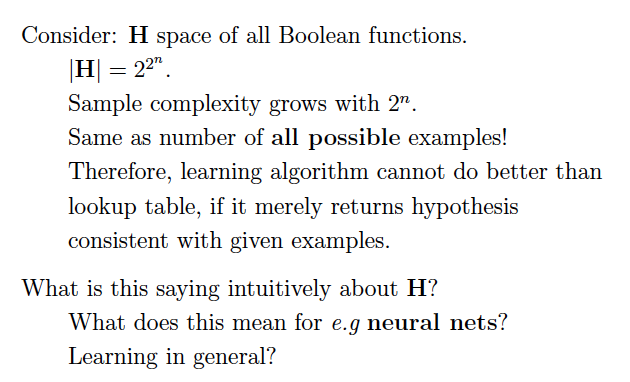 Consider: H space of all Boolean functions.
|H| = 2^{2^n}.
Sample complexity grows with 2^n.
Same as number of all possible examples!
Therefore, learning algorithm cannot do better than
lookup table, if it merely returns hypothesis
consistent with given examples.
What is this saying intuitively about H?
What does this mean for e.g neural nets?
Learning in general?